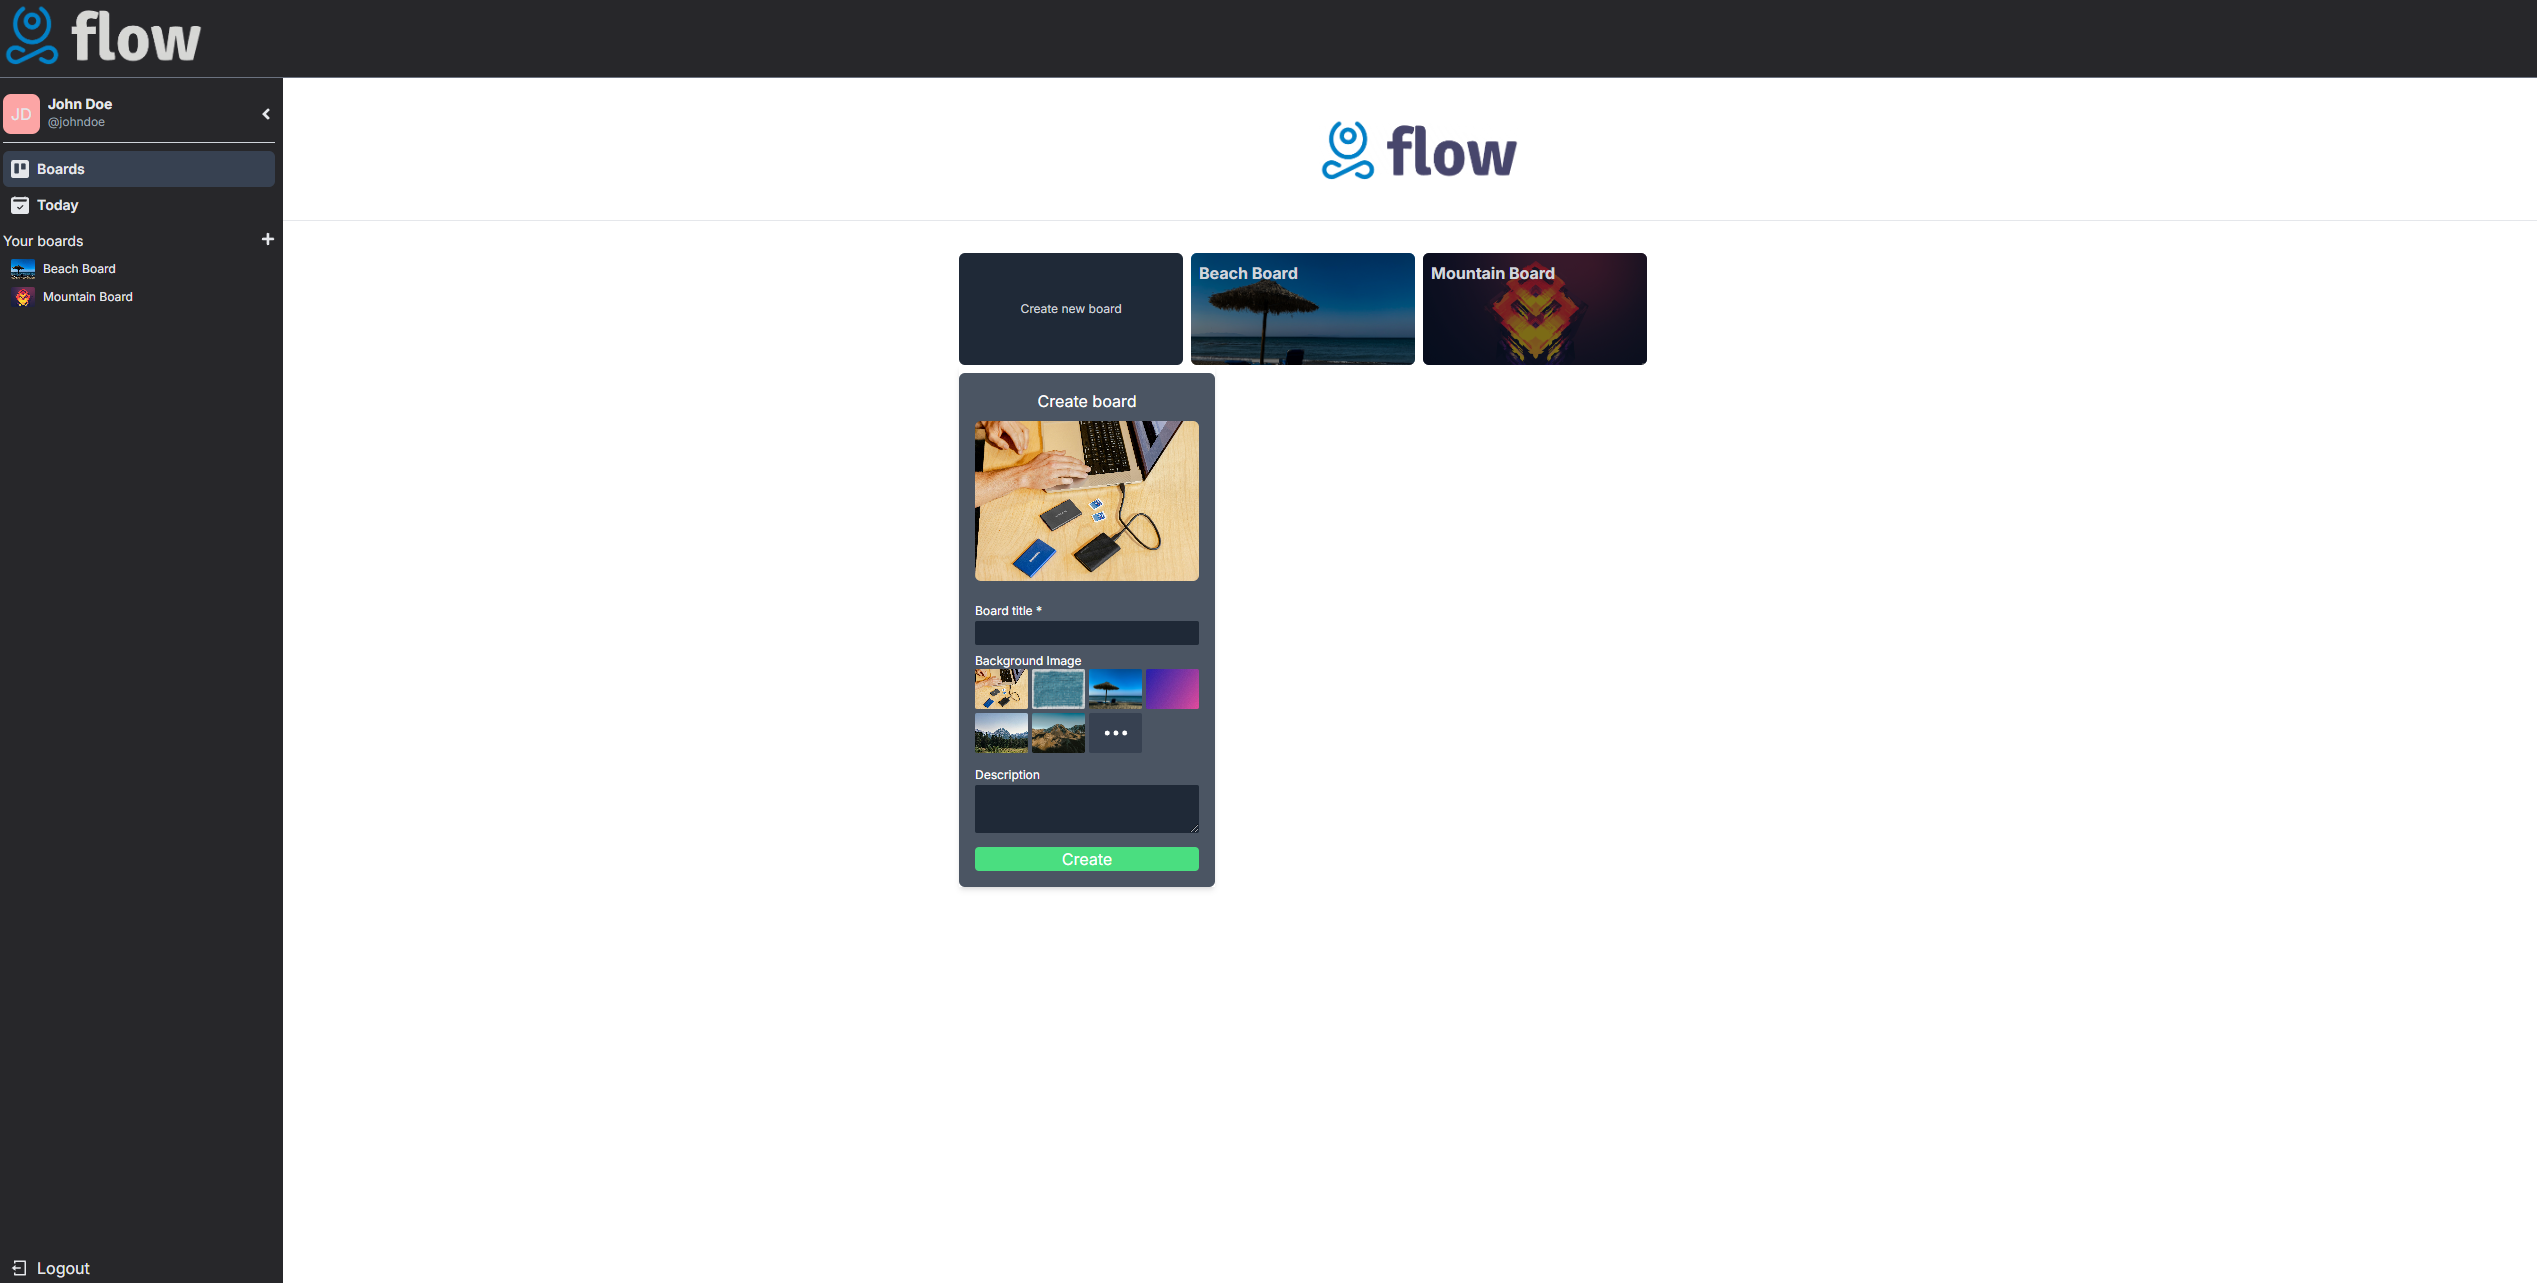 flow
JD
John Doe
@johndoe
Boards
Today
Your boards
Beach Board
Mountain Board
Logout
flow
Create new board
Beach Board
Mountain Board
Create board
Board title *
Background Image
Description
Create